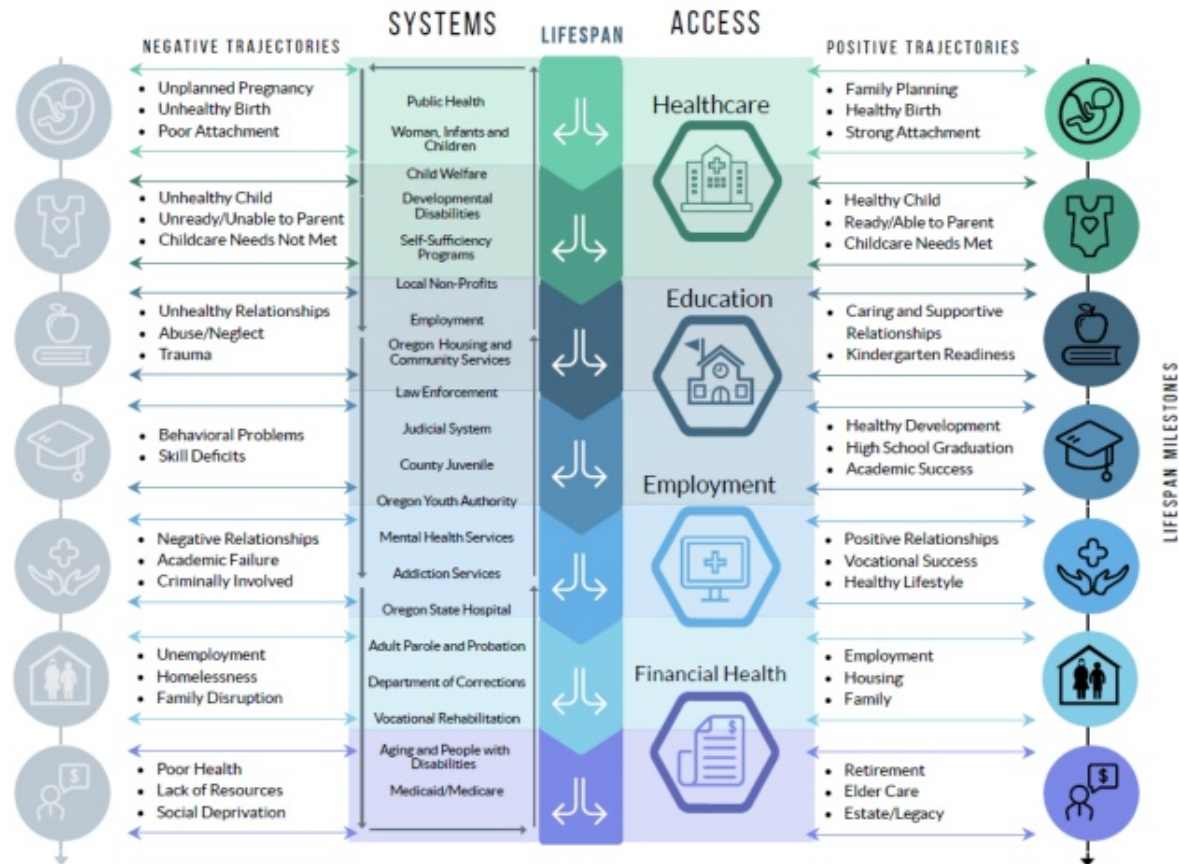 SYSTEMS
LIFESPAN
ACCESS
NEGATIVE TRAJECTORIES
POSITIVE TRAJECTORIES
• Unplanned Pregnancy
• Unhealthy Birth
• Poor Attachment
• Unhealthy Child
• Unready/Unable to Parent
• Childcare Needs Not Met
• Unhealthy Relationships
• Abuse/Neglect
• Trauma
• Behavioral Problems
• Skill Deficits
• Negative Relationships
• Academic Failure
• Criminally Involved
• Unemployment
• Homelessness
• Family Disruption
• Poor Health
• Lack of Resources
• Social Deprivation
Public Health
Woman, Infants and
Children
Child Welfare
Developmental
Disabilities
Self-Sufficiency
Programs
Local Non-Profits
Employment
Oregon Housing and
Community Services
Law Enforcement
Judicial System
County Juvenile
Oregon Youth Authority
Mental Health Services
Addiction Services
Oregon State Hospital
Adult Parole and Probation
Department of Corrections
Vocational Rehabilitation
Aging and People with
Disabilities
Medicaid/Medicare
Healthcare
Education
Employment
Financial Health
$
• Family Planning
• Healthy Birth
• Strong Attachment
• Healthy Child
• Ready/Able to Parent
• Childcare Needs Met
• Caring and Supportive
Relationships
• Kindergarten Readiness
• Healthy Development
• High School Graduation
• Academic Success
• Positive Relationships
• Vocational Success
• Healthy Lifestyle
• Employment
• Housing
• Family
• Retirement
• Elder Care
• Estate/Legacy
$
$
LIFESPAN MILESTONES